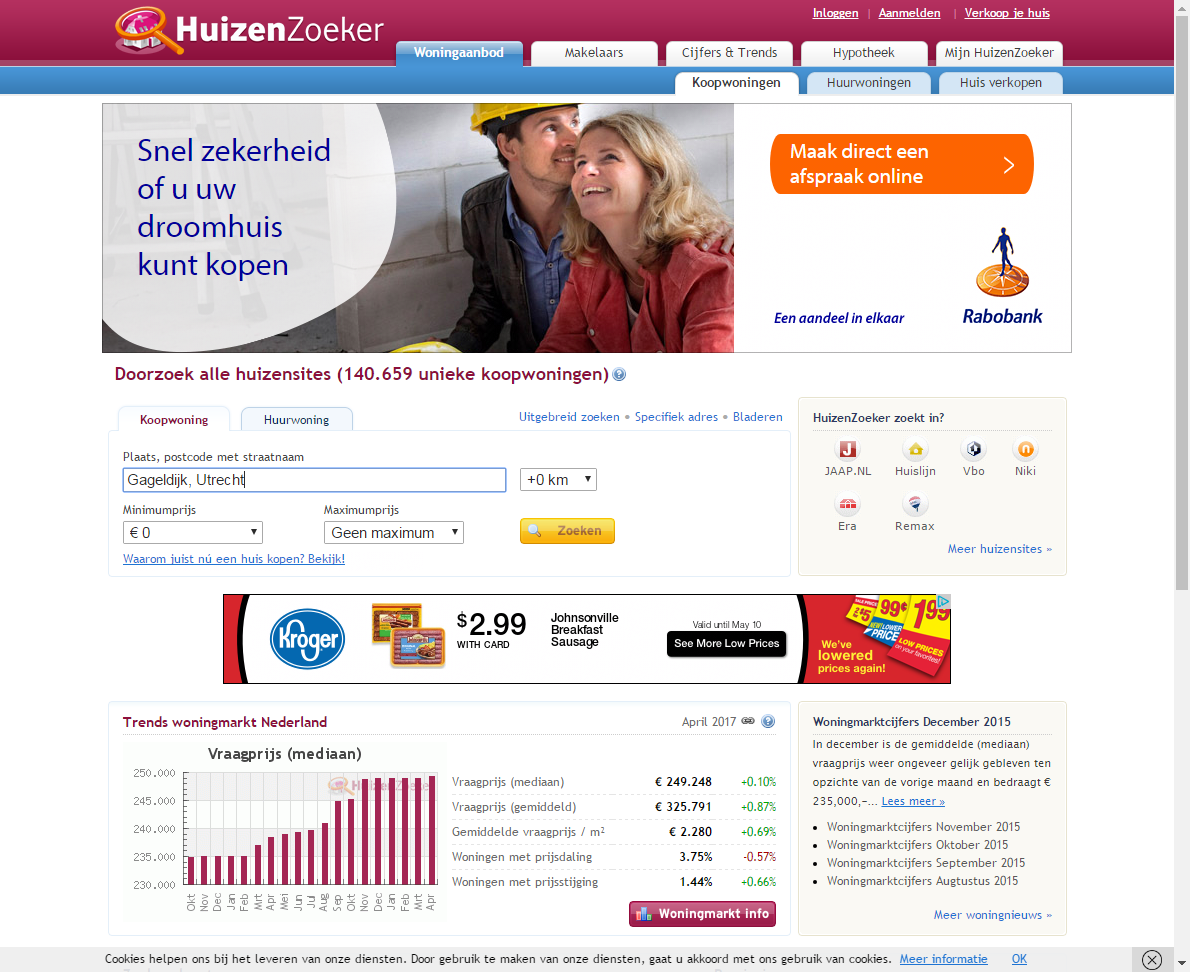 HuizenZoeker
Inloggen | Aanmelden | Verkoop je huis
Woningaanbod Makelaars Cijfers & Trends Hypotheek Mijn HuizenZoeker
Koopwoningen Huurwoningen Huis verkopen
Snel zekerheid
of u uw
droomhuis
kunt kopen
Maak direct een
afspraak online
Een aandeel in elkaar
Rabobank
Doorzoek alle huizensites (140.659 unieke koopwoningen)
Koopwoning Huurwoning
Uitgebreid zoeken • Specifiek adres • Bladeren
Plaats, postcode met straatnaam
Gageldijk, Utrecht +0 km
Minimumprijs Maximumprijs
€ 0 Geen maximum Zoeken
Waarom juist nú een huis kopen? Bekijk!
HuizenZoeker zoekt in?
JAAP.NL Huislijn Vbo Niki
Era Remax
Meer huizensites »
Kroger
$2.99
WITH CARD
Johnsonville
Breakfast
Sausage
Valid until May 10
See More Low Prices
We've
lowered
prices again!
$5 99¢ 199
NEW! LOWER
PRICE
LOW PRICES
on your favorites!
Trends woningmarkt Nederland April 2017
Vraagprijs (mediaan)
HuizenZoeker
250.000
245.000
240.000
235.000
230.000
Okt Nov Dec Jan Feb Mrt Apr Mei Jun Jul Aug Sep Okt Nov Dec Jan Feb Mrt Apr
Vraagprijs (mediaan) € 249.248 +0.10%
Vraagprijs (gemiddeld) € 325.791 +0.87%
Gemiddelde vraagprijs / m² € 2.280 +0.69%
Woningen met prijsdaling 3.75% -0.57%
Woningen met prijsstijging 1.44% +0.66%
Woningmarkt info
Woningmarktcijfers December 2015
In december is de gemiddelde (mediaan)
vraagprijs weer ongeveer gelijk gebleven ten
opzichte van de vorige maand en bedraagt €
235,000,-... Lees meer »
Woningmarktcijfers November 2015
Woningmarktcijfers Oktober 2015
Woningmarktcijfers September 2015
Woningmarktcijfers Augtustus 2015
Meer woningnieuws »
Cookies helpen ons bij het leveren van onze diensten. Door gebruik te maken van onze diensten, gaat u akkoord met ons gebruik van cookies. Meer informatie OK